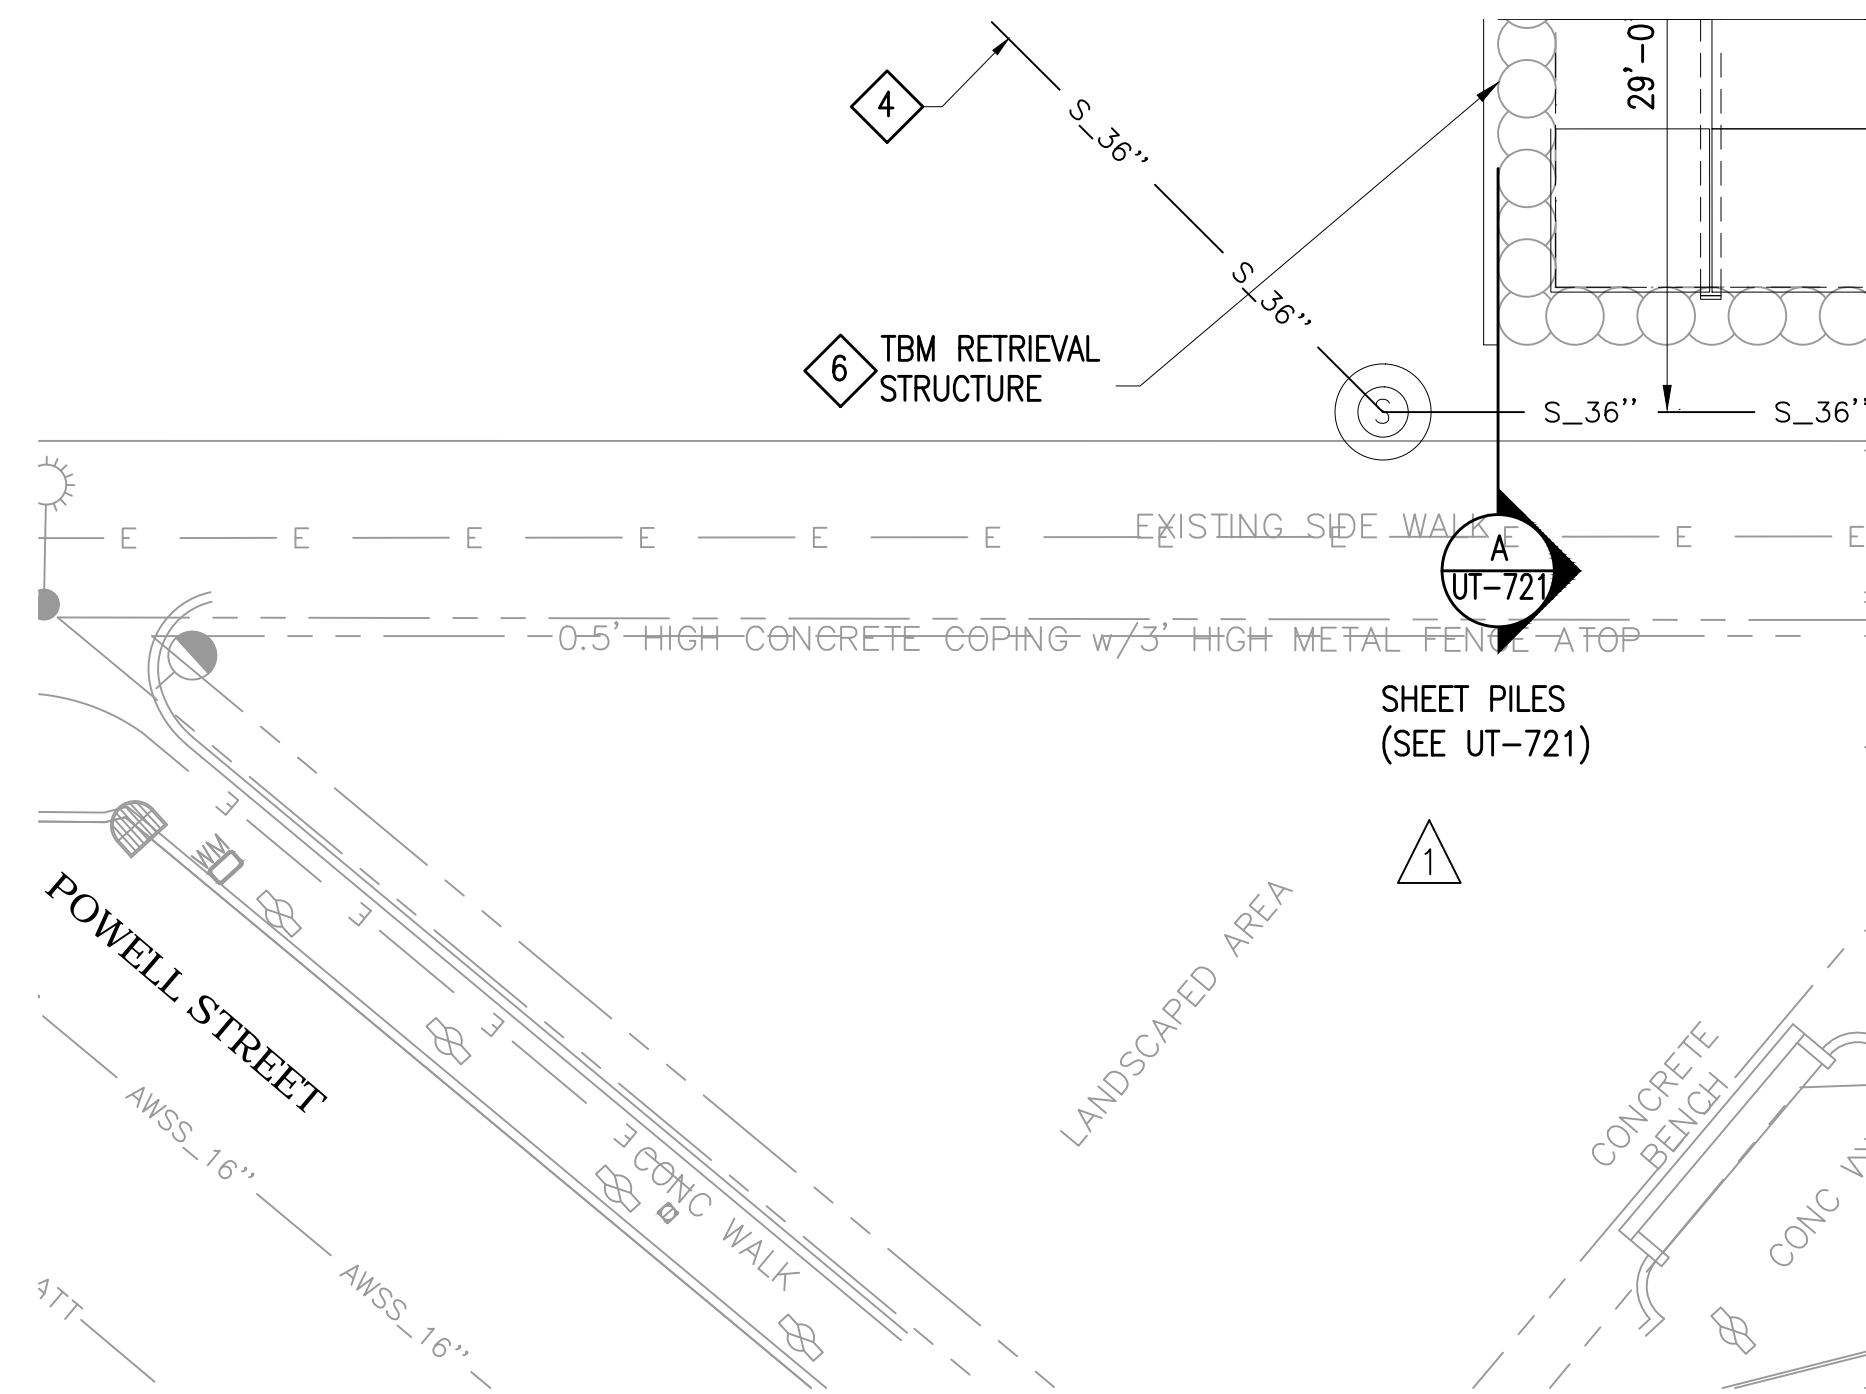 29'-0
4
S_36"
S_36"
6
TBM RETRIEVAL
STRUCTURE
S
S_36"
S_36"
EXISTING SIDE WALK
E E E E E E E E E E E
A
UT-721
0.5' HIGH CONCRETE COPING w/3' HIGH METAL FENCE ATOP
SHEET PILES
(SEE UT-721)
1
E
E
E
E
POWELL STREET
LANDSCAPED AREA
CONCRETE
BENCH
AWSS_16"
CONC WALK
CONC W
AWSS_16"
ATT